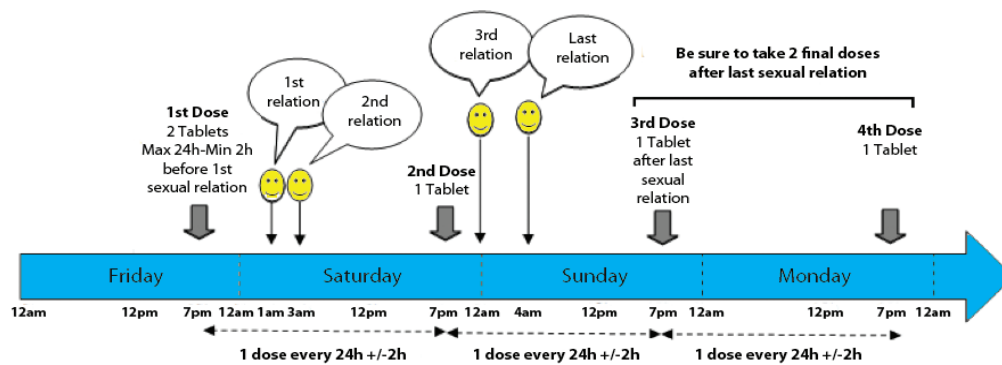 3rd
relation
Last
relation
Be sure to take 2 final doses
after last sexual relation
1st
relation
2nd
relation
1st Dose
2 Tablets
Max 24h-Min 2h
before 1st
sexual relation
2nd Dose
1 Tablet
3rd Dose
1 Tablet
after last
sexual
relation
4th Dose
1 Tablet
Friday
Saturday
Sunday
Monday
12am 12pm 7pm 12am 1am 3am 12pm 7pm 12am 4am 12pm 7pm 12am 12pm 7pm 12am
1 dose every 24h +/-2h
1 dose every 24h +/-2h
1 dose every 24h +/-2h